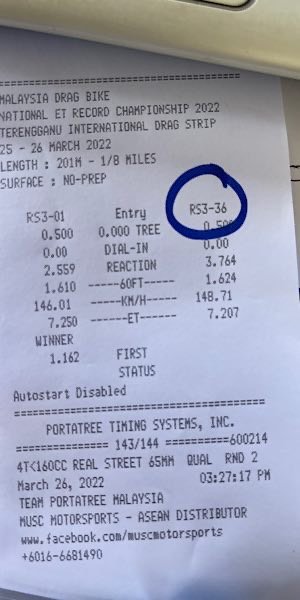 =============================================
MALAYSIA DRAG BIKE
NATIONAL ET RECORD CHAMPIONSHIP 2022
TERENGGANU INTERNATIONAL DRAG STRIP
25 - 26 MARCH 2022
LENGTH : 201M - 1/8 MILES
SURFACE : NO-PREP
RS3-01 Entry RS3-36
0.500 0.000 TREE 0.500
0.00 DIAL-IN 0.00
2.559 REACTION 3.764
1.610 -----60FT----- 1.624
146.01 ------KM/H----- 148.71
7.250 ------ET------ 7.207
WINNER
1.162 FIRST
STATUS
Autostart Disabled
=============================================
PORTATREE TIMING SYSTEMS, INC.
=============== 143/144 ==========600214
4T<160CC REAL STREET 65MM QUAL RND 2
March 26, 2022 03:27:17 PM
TEAM PORTATREE MALAYSIA
MUSC MOTORSPORTS - ASEAN DISTRIBUTOR
www.facebook.com/muscmotorsports
+6016-6681490